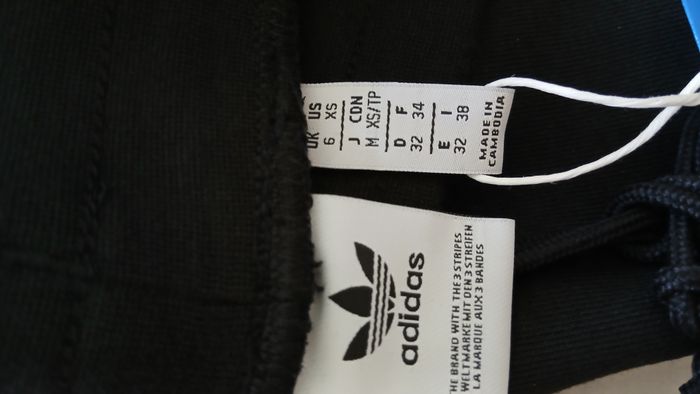 UK US
6 XS
J CDN
M XS/TP
D F
32 34
E I
32 38
MADE IN
CAMBODIA
adidas
THE BRAND WITH THE 3 STRIPES
WELTMARKE MIT DEN 3 STREIFEN
LA MARQUE AUX 3 BANDES